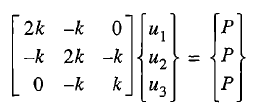 [ 2k -k 0 ] { u1 } = { P }
[ -k 2k -k ] { u2 } = { P }
[ 0 -k k ] { u3 } = { P }